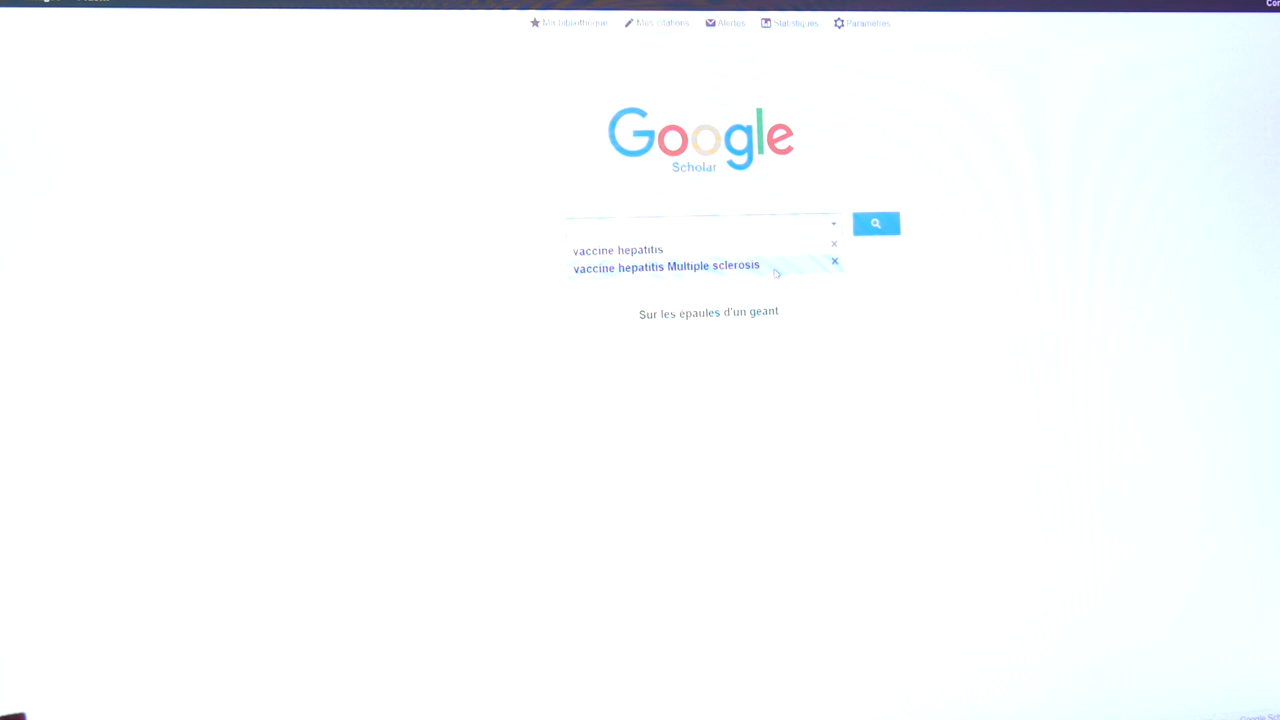 Ma bibliothèque Mes citations Alertes Statistiques Paramètres
Google
Scholar
vaccine hepatitis x
vaccine hepatitis Multiple sclerosis x
Sur les épaules d'un géant